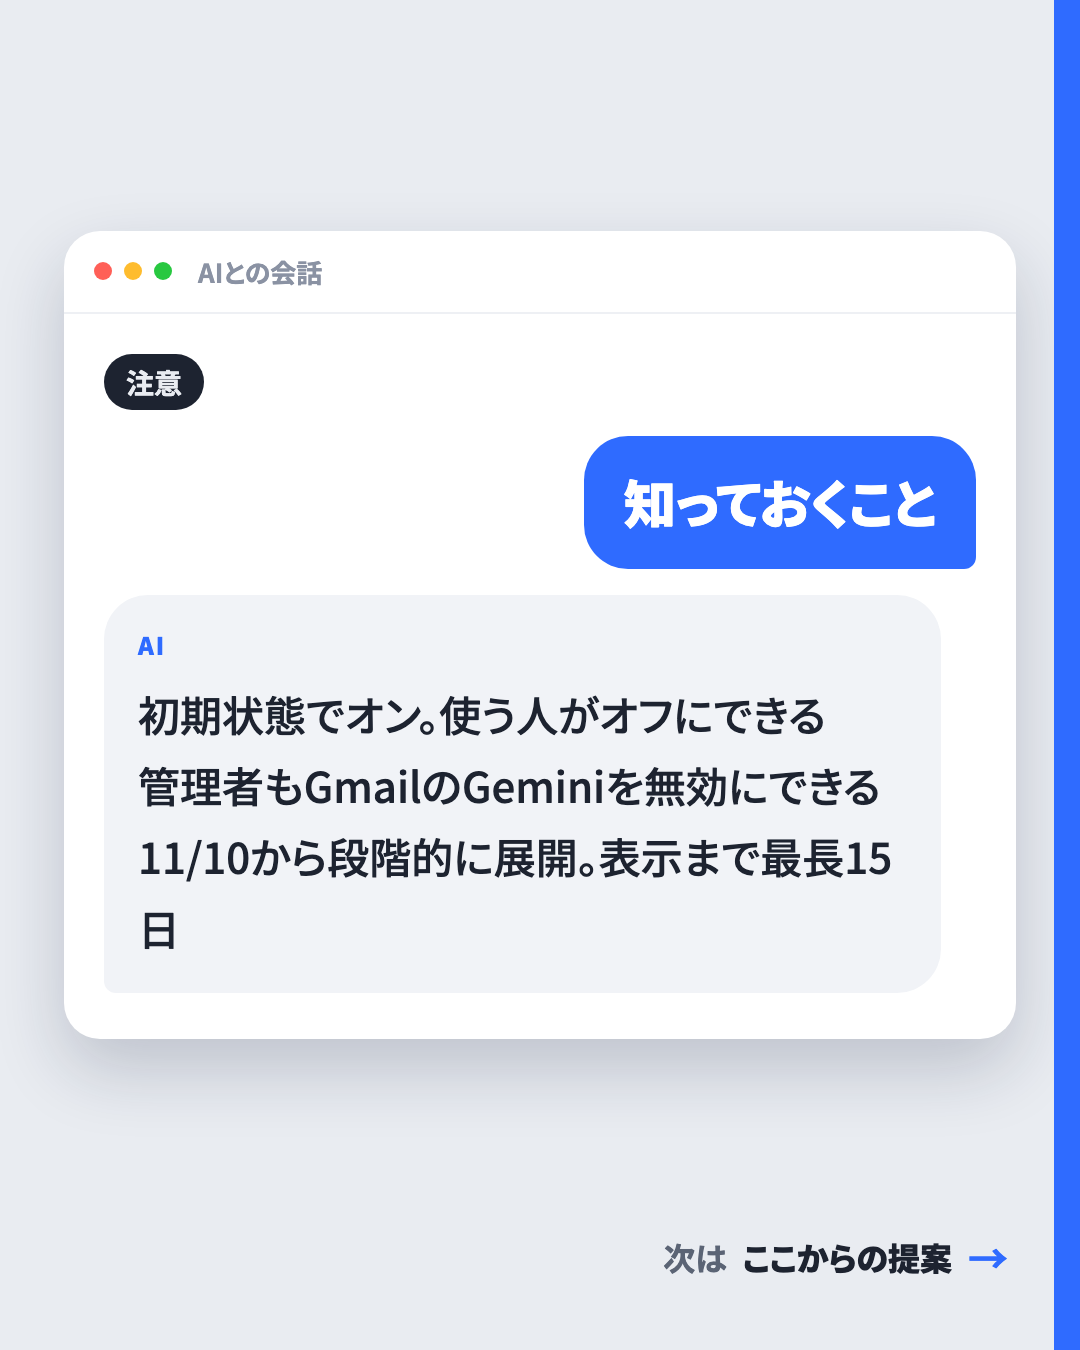 AIとの会話
注意
知っておくこと
AI
初期状態でオン。使う人がオフにできる
管理者もGmailのGeminiを無効にできる
11/10から段階的に展開。表示まで最長15
日
次は ここからの提案 →